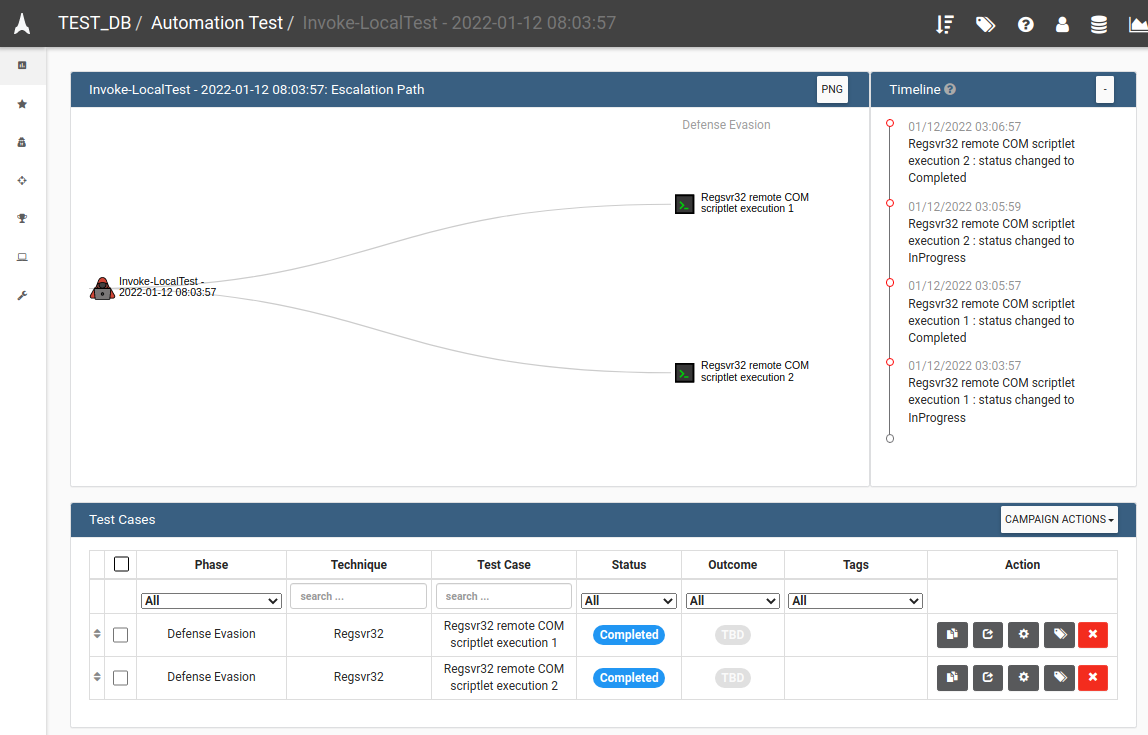 TEST_DB / Automation Test / Invoke-LocalTest - 2022-01-12 08:03:57
Invoke-LocalTest - 2022-01-12 08:03:57: Escalation Path
PNG
Defense Evasion
Regsvr32 remote COM
scriptlet execution 1
Invoke-LocalTest -
2022-01-12 08:03:57
Regsvr32 remote COM
scriptlet execution 2
Timeline ?
-
01/12/2022 03:06:57
Regsvr32 remote COM scriptlet
execution 2 : status changed to
Completed
01/12/2022 03:05:59
Regsvr32 remote COM scriptlet
execution 2 : status changed to
InProgress
01/12/2022 03:05:57
Regsvr32 remote COM scriptlet
execution 1 : status changed to
Completed
01/12/2022 03:03:57
Regsvr32 remote COM scriptlet
execution 1 : status changed to
InProgress
Test Cases
CAMPAIGN ACTIONS
Phase Technique Test Case Status Outcome Tags Action
All search ... search ... All All All
Defense Evasion Regsvr32 Regsvr32 remote COM
scriptlet execution 1 Completed TBD
Defense Evasion Regsvr32 Regsvr32 remote COM
scriptlet execution 2 Completed TBD